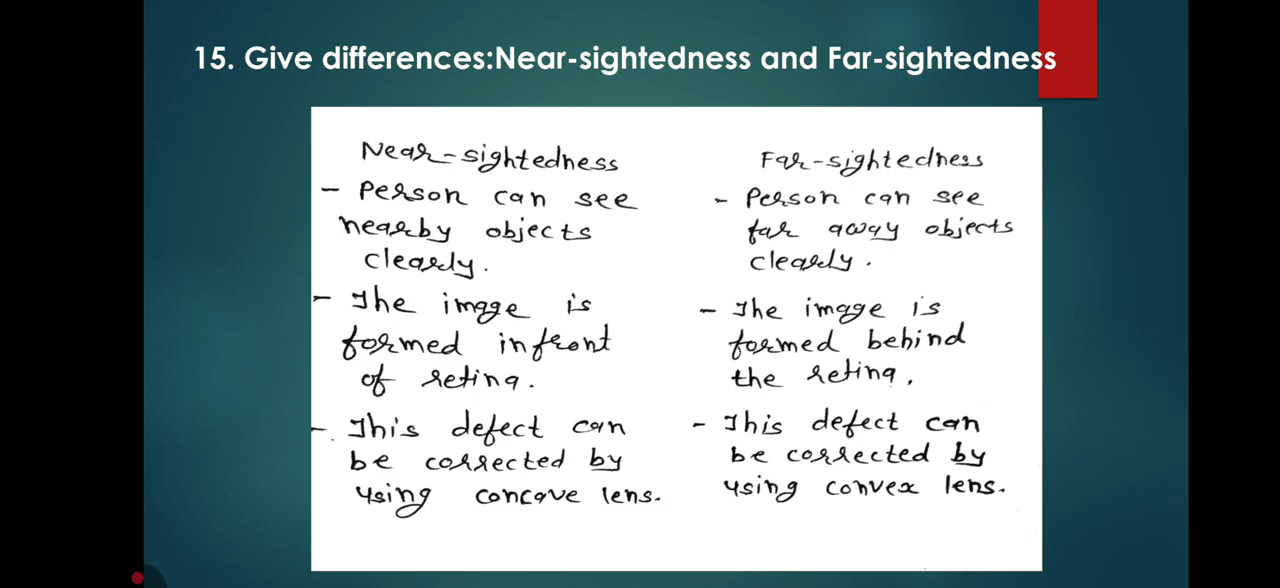 15. Give differences:Near-sightedness and Far-sightedness
Near-sightedness
- Person can see
nearby objects
clearly.
- The image is
formed infront
of retina.
- This defect can
be corrected by
using concave lens.
Far-sightedness
- Person can see
far away objects
clearly.
- The image is
formed behind
the retina.
- This defect can
be corrected by
using convex lens.